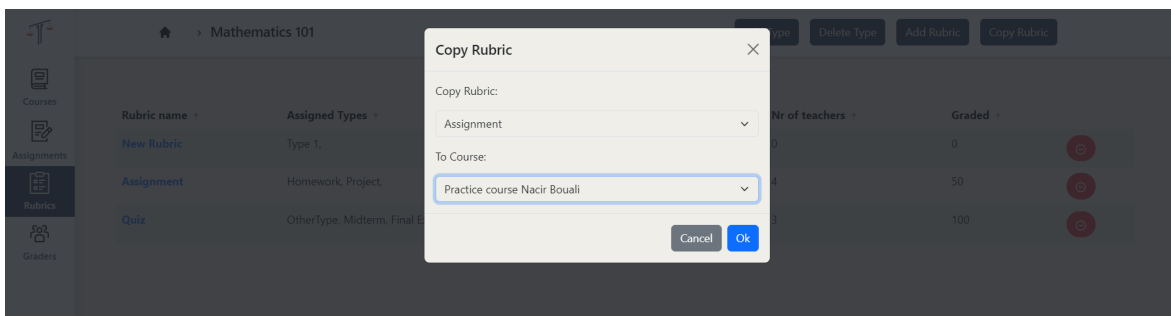 Mathematics 101
Type
Delete Type
Add Rubric
Copy Rubric
Copy Rubric
Copy Rubric:
Assignment
To Course:
Practice course Nacir Bouali
Cancel
Ok
Courses
Assignments
Rubrics
Graders
Rubric name
Assigned Types
Nr of teachers
Graded
New Rubric
Type 1,
0
0
Assignment
Homework, Project,
4
50
Quiz
OtherType, Midterm, Final E
3
100